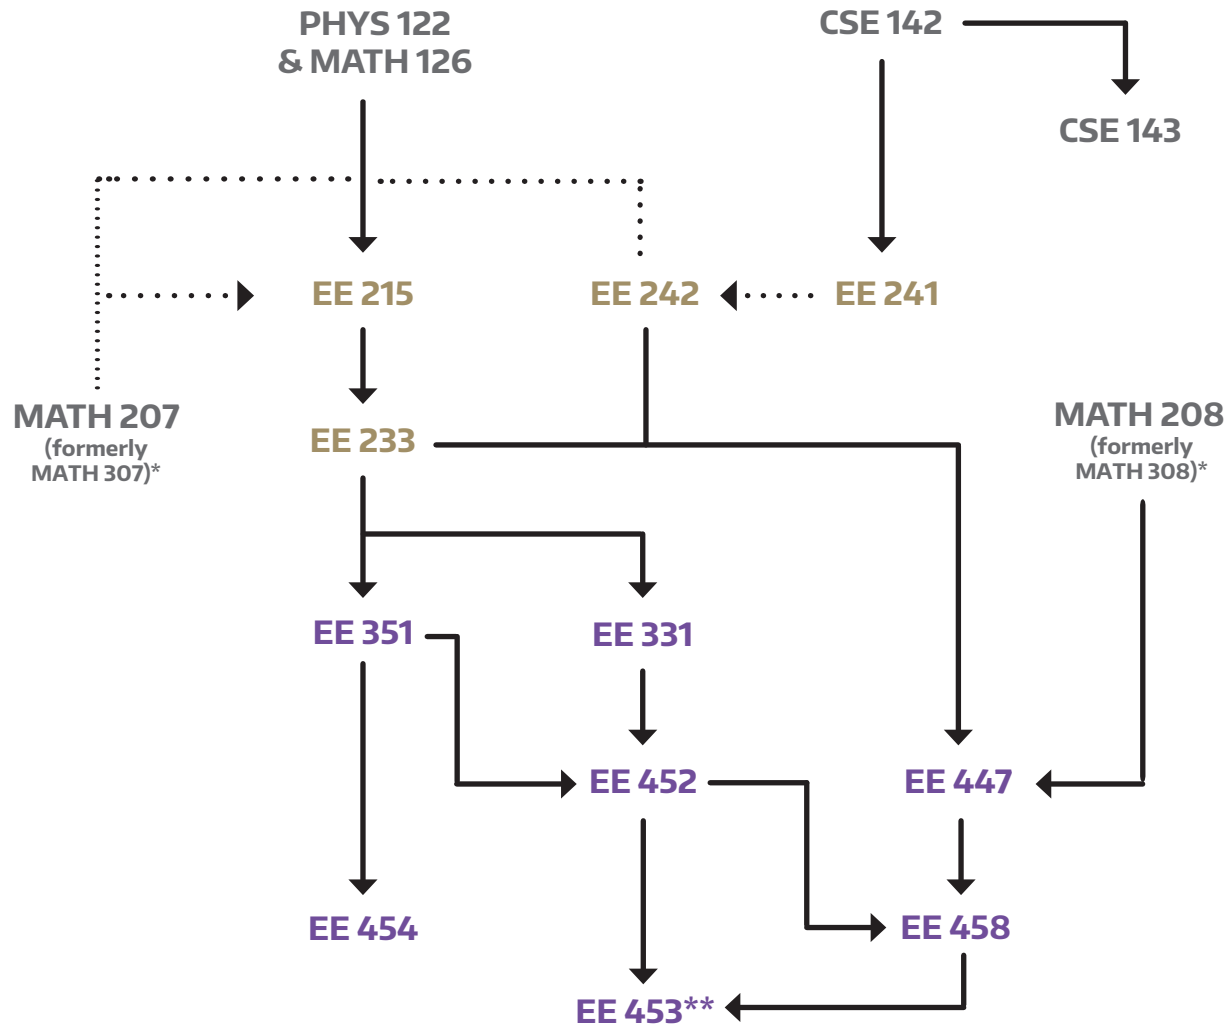 PHYS 122
& MATH 126
CSE 142
CSE 143
EE 215
EE 242
EE 241
MATH 207
(formerly
MATH 307)*
EE 233
MATH 208
(formerly
MATH 308)*
EE 351
EE 331
EE 452
EE 447
EE 454
EE 458
EE 453**